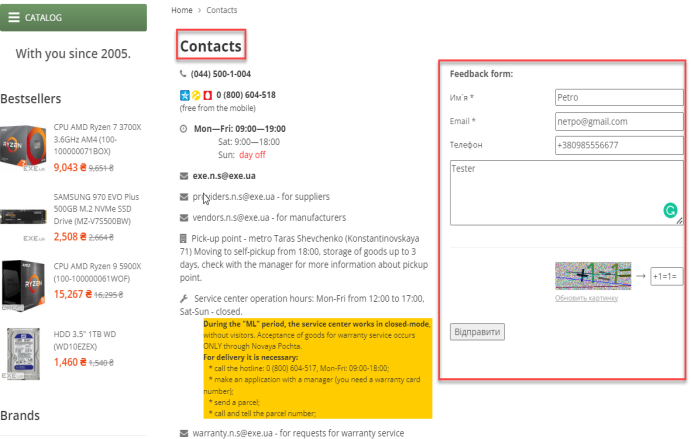 Home > Contacts
CATALOG
With you since 2005.
Bestsellers
CPU AMD Ryzen 7 3700X
3.6GHz AM4 (100-
100000071BOX)
9,043 ₴ 9,651 ₴
SAMSUNG 970 EVO Plus
500GB M.2 NVMe SSD
Drive (MZ-V7S500BW)
2,508 ₴ 2,664 ₴
CPU AMD Ryzen 9 5900X
(100-100000061WOF)
15,267 ₴ 16,295 ₴
HDD 3.5" 1TB WD
(WD10EZEX)
1,460 ₴ 1,540 ₴
Brands
Contacts
(044) 500-1-004
0 (800) 604-518
(free from the mobile)
Mon—Fri: 09:00—19:00
Sat: 9:00—18:00
Sun: day off
exe.n.s@exe.ua
providers.n.s@exe.ua - for suppliers
vendors.n.s@exe.ua - for manufacturers
Pick-up point - metro Taras Shevchenko (Konstantinovskaya
71) Moving to self-pickup from 18:00, storage of goods up to 3
days. check with the manager for more information about pickup
point.
Service center operation hours: Mon-Fri from 12:00 to 17:00,
Sat-Sun - closed.
During the "ML" period, the service center works in closed-mode,
without visitors. Acceptance of goods for warranty service occurs
ONLY through Novaya Pochta.
For delivery it is necessary:
* call the hotline: 0 (800) 604-517, Mon-Fri: 09:00-18:00;
* make an application with a manager (you need a warranty card
number);
* send a parcel;
* call and tell the parcel number;
warranty.n.s@exe.ua - for requests for warranty service
Feedback form:
Им´я * Petro
Email * петро@gmail.com
Телефон +380985556677
Tester
+1=1=
Обновить картинку
Відправити